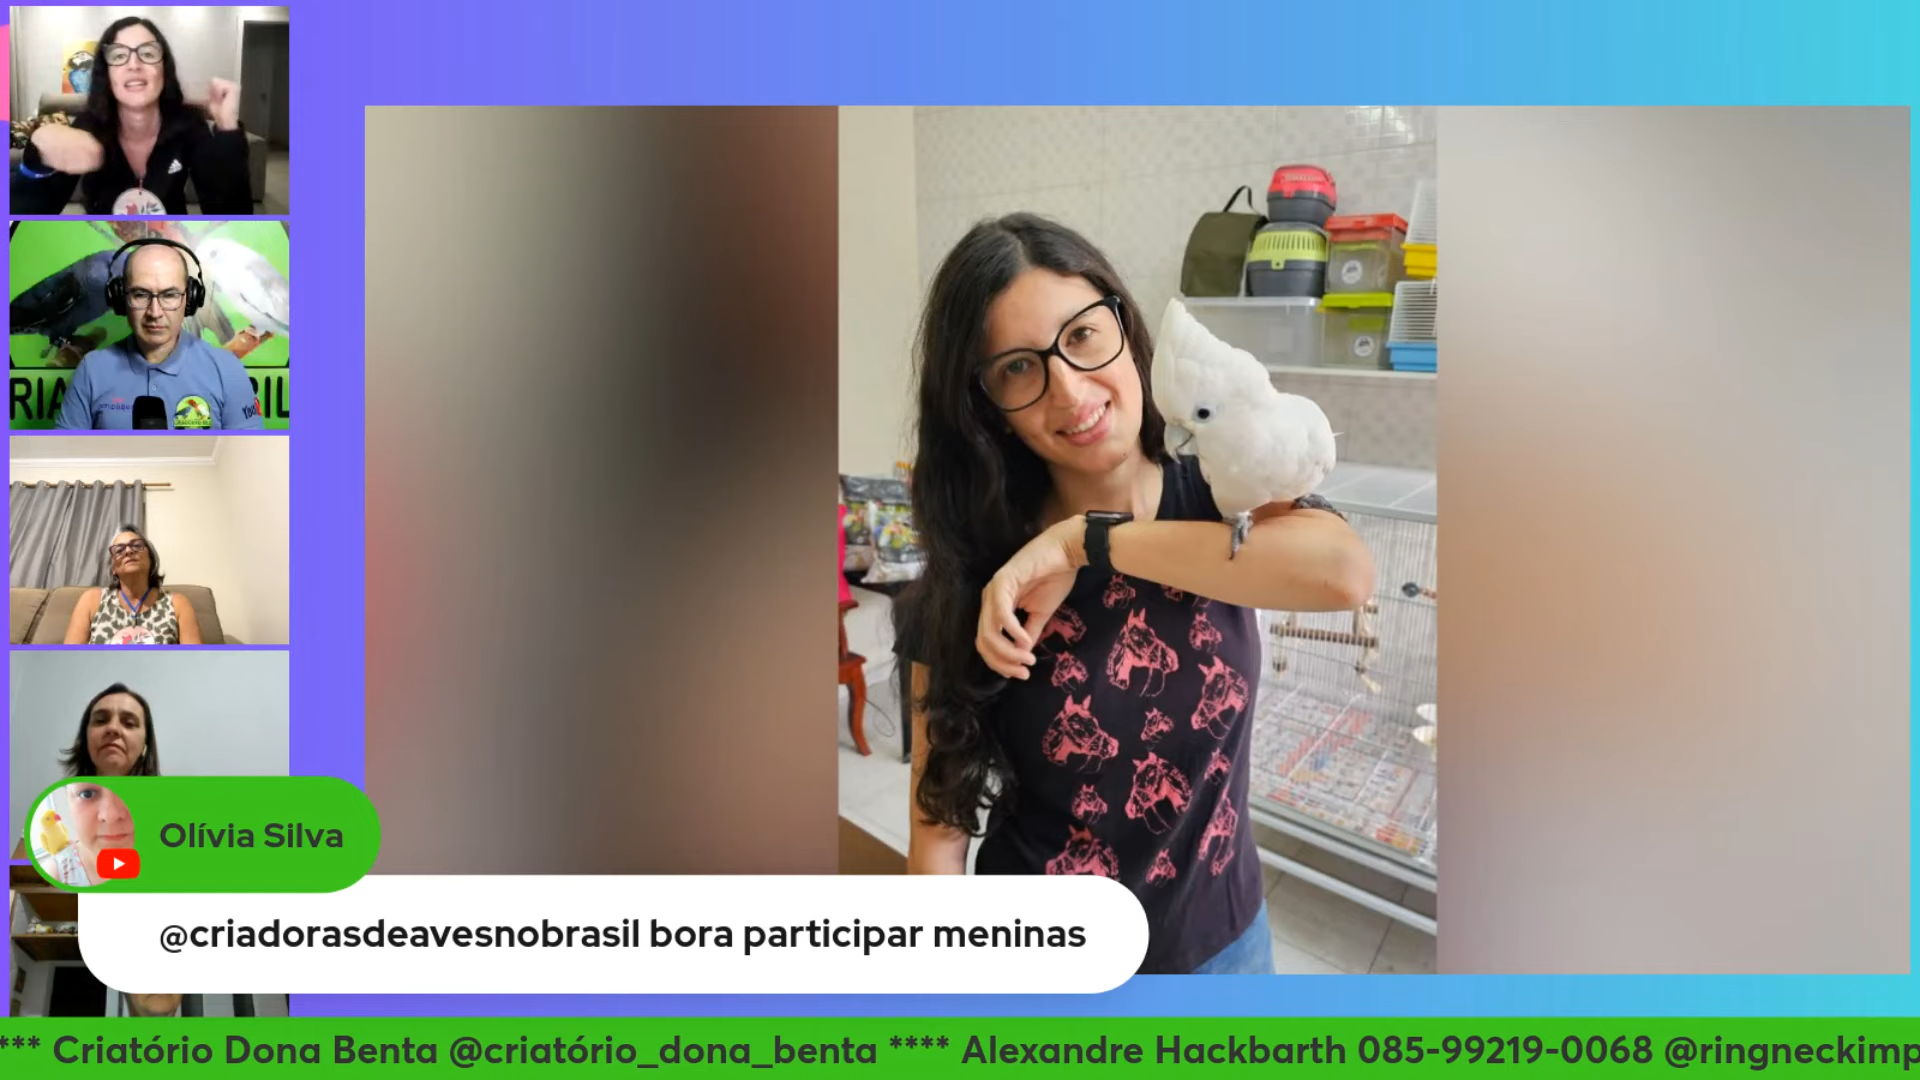 Olívia Silva
@criadorasdeavesnobrasil bora participar meninas
*** Criatório Dona Benta @criatório_dona_benta **** Alexandre Hackbarth 085-99219-0068 @ringneckimp